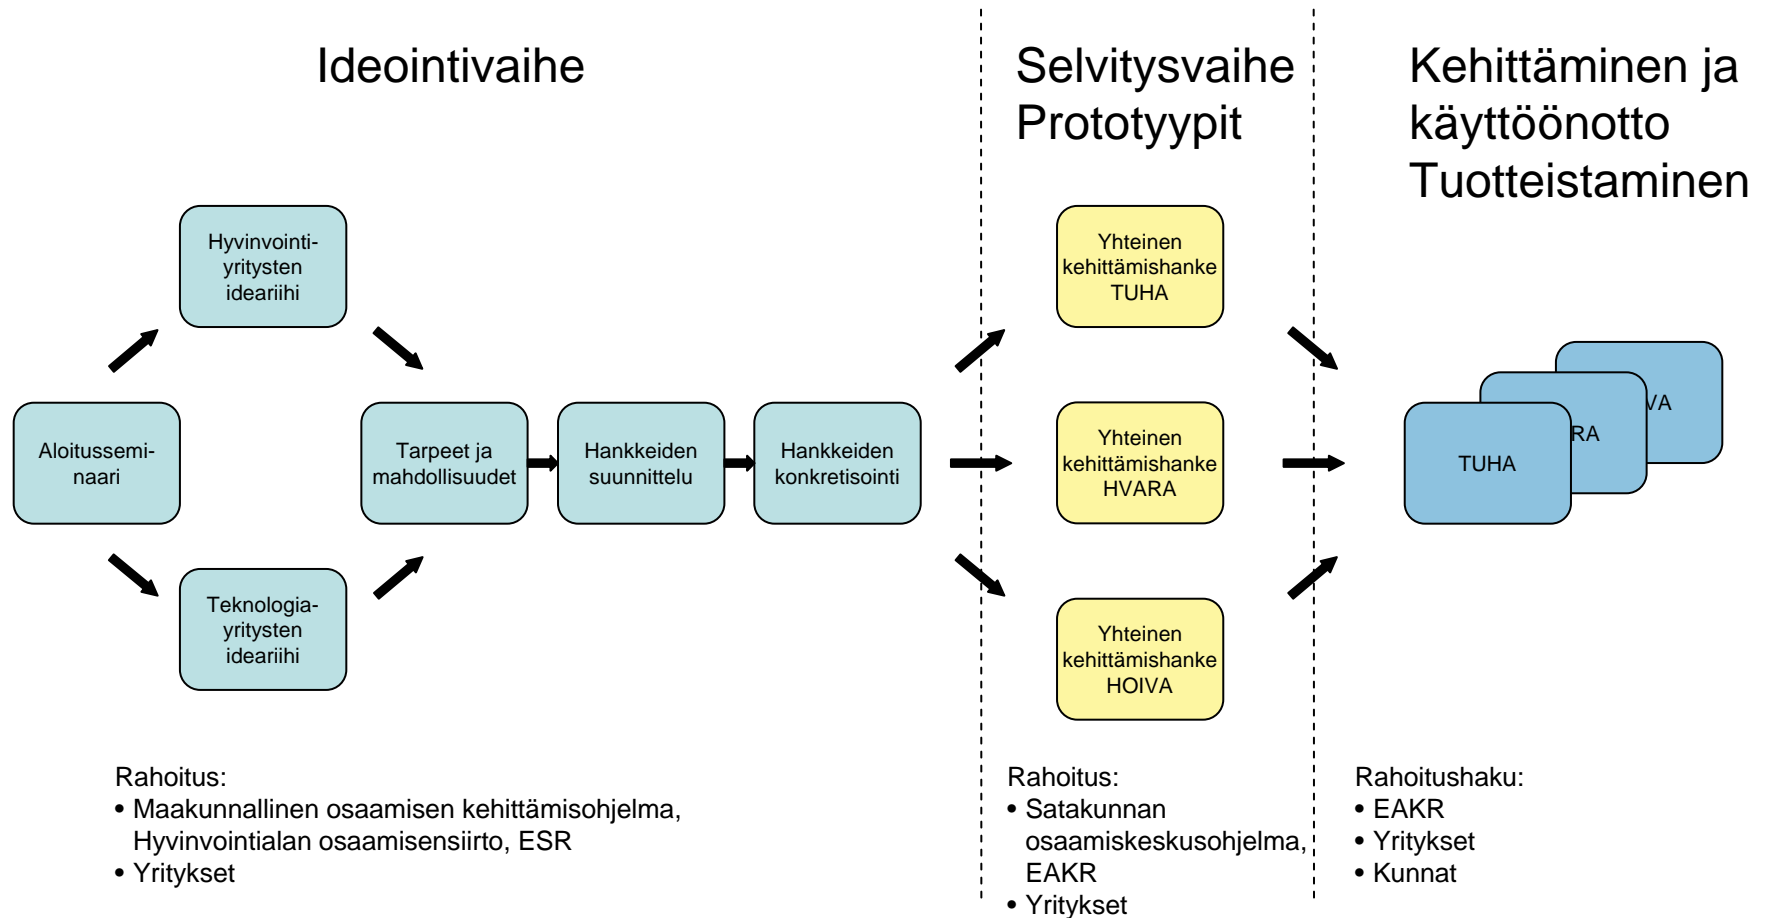 Ideointivaihe
Selvitysvaihe
Prototyypit
Kehittäminen ja
käyttöönotto
Tuotteistaminen
Hyvinvointi-
yritysten
ideariihi
Aloitussemi-
naari
Teknologia-
yritysten
ideariihi
Tarpeet ja
mahdollisuudet
Hankkeiden
suunnittelu
Hankkeiden
konkretisointi
Yhteinen
kehittämishanke
TUHA
Yhteinen
kehittämishanke
HVARA
Yhteinen
kehittämishanke
HOIVA
TUHA
RA
VA
Rahoitus:
• Maakunnallinen osaamisen kehittämisohjelma,
Hyvinvointialan osaamisensiirto, ESR
• Yritykset
Rahoitus:
• Satakunnan
osaamiskeskusohjelma,
EAKR
• Yritykset
Rahoitushaku:
• EAKR
• Yritykset
• Kunnat